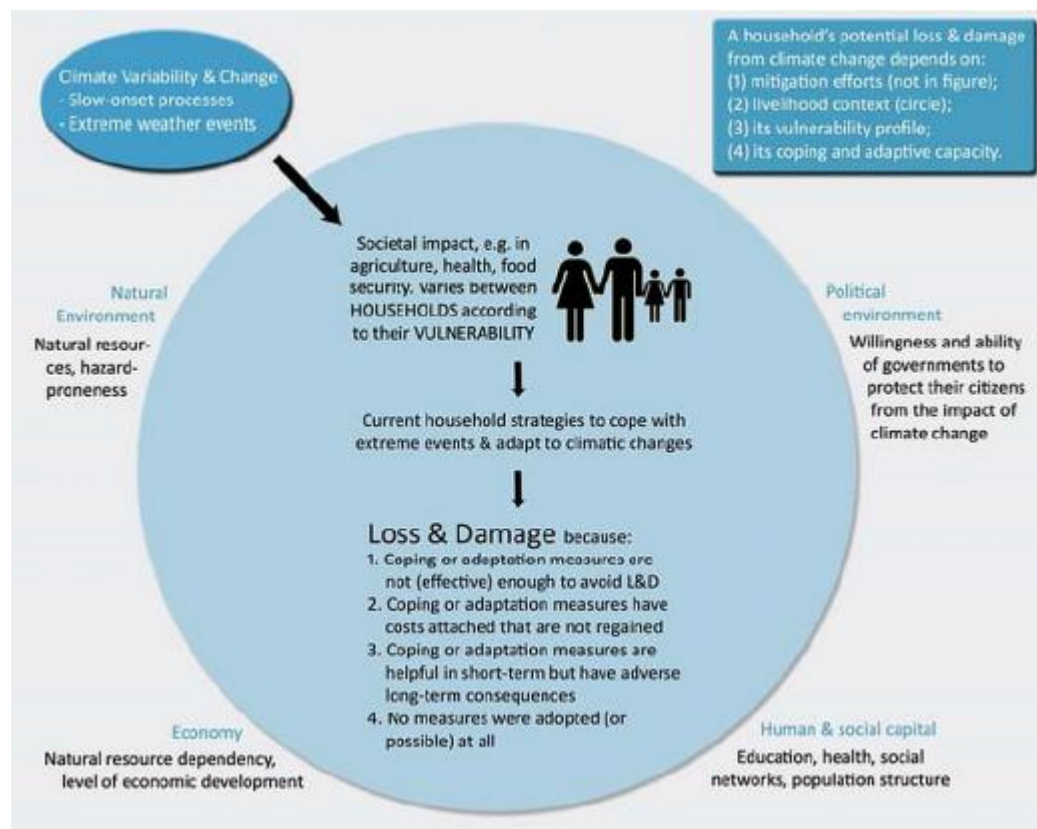 Climate Variability & Change
- Slow-onset processes
- Extreme weather events
A household's potential loss & damage
from climate change depends on:
(1) mitigation efforts (not in figure);
(2) livelihood context (circle);
(3) its vulnerability profile;
(4) its coping and adaptive capacity.
Societal impact, e.g. in
agriculture, health, food
security. Varies between
HOUSEHOLDS according
to their VULNERABILITY
Natural
Environment
Natural resour-
ces, hazard-
proneness
Political
environment
Willingness and ability
of governments to
protect their citizens
from the impact of
climate change
Current household strategies to cope with
extreme events & adapt to climatic changes
Loss & Damage because:
1. Coping or adaptation measures are
not (effective) enough to avoid L&D
2. Coping or adaptation measures have
costs attached that are not regained
3. Coping or adaptation measures are
helpful in short-term but have adverse
long-term consequences
4. No measures were adopted (or
possible) at all
Economy
Natural resource dependency,
level of economic development
Human & social capital
Education, health, social
networks, population structure